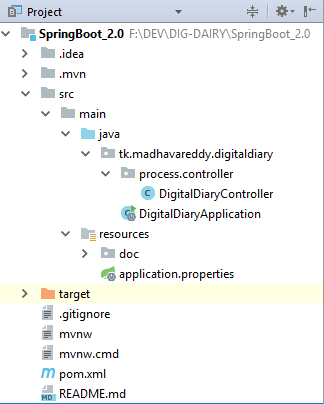 Project
SpringBoot_2.0 F:\DEV\DIG-DAIRY\SpringBoot_2.0
.idea
.mvn
src
main
java
tk.madhavareddy.digitaldiary
process.controller
DigitalDiaryController
DigitalDiaryApplication
resources
doc
application.properties
target
.gitignore
mvnw
mvnw.cmd
pom.xml
README.md